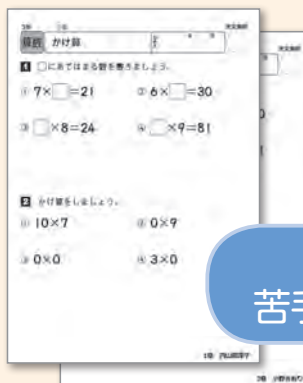 算数 かけ算
1 □にあてはまる数を書きましょう。
① 7×□=21 ② 6×□=30
③ □×8=24 ④ □×9=81
2 かけ算をしましょう。
① 10×7 ② 0×9
③ 0×0 ④ 3×0
苦手